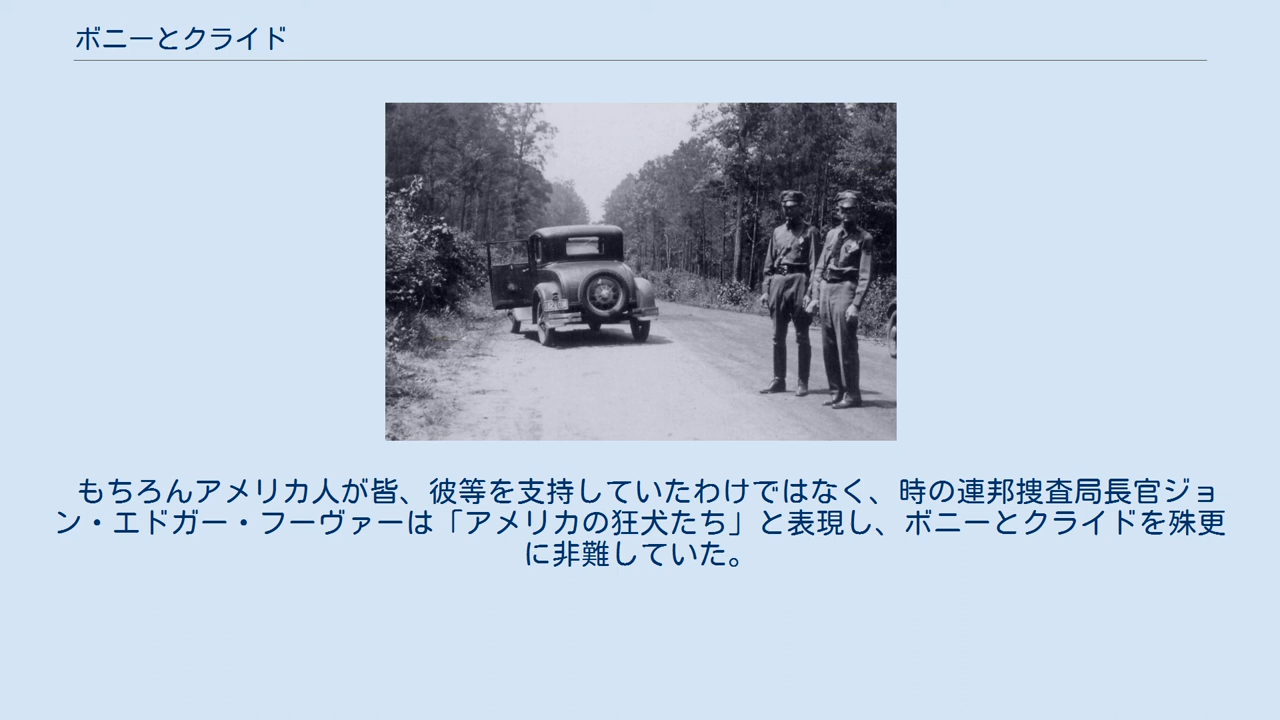 ボニーとクライド
もちろんアメリカ人が皆、彼等を支持していたわけではなく、時の連邦捜査局長官ジョ
ン・エドガー・フーヴァーは「アメリカの狂犬たち」と表現し、ボニーとクライドを殊更
に非難していた。